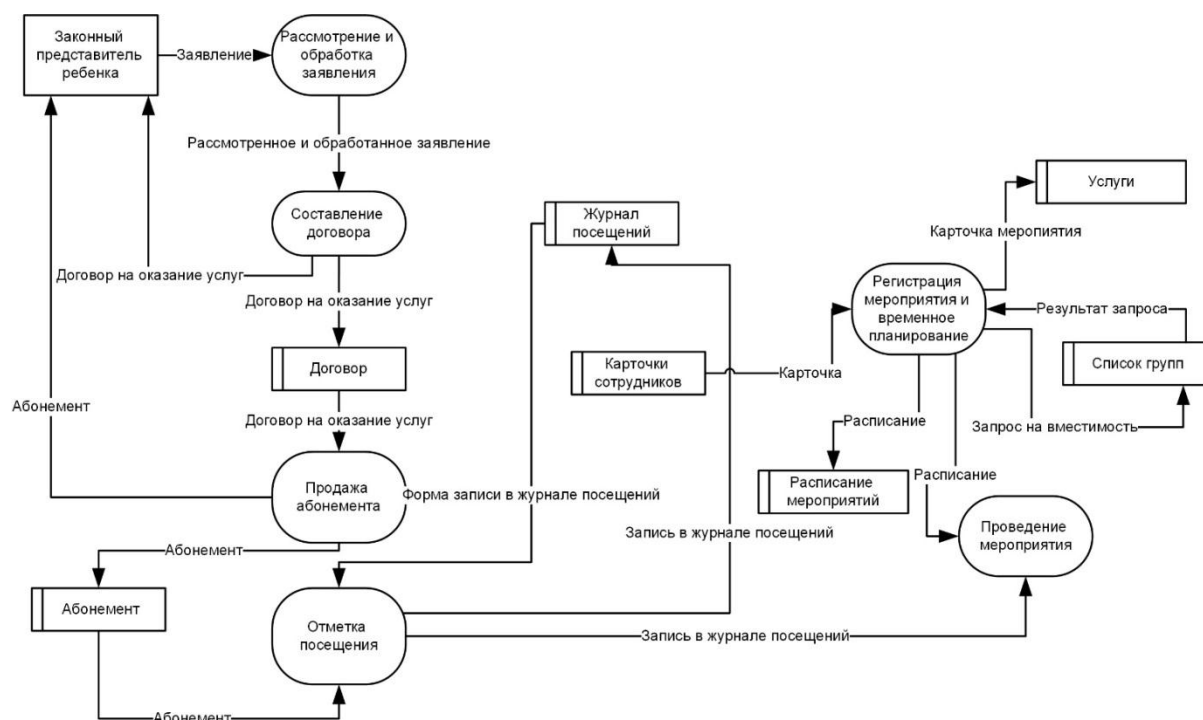 Законный
представитель
ребенка
Заявление
Рассмотрение и
обработка
заявления
Рассмотренное и обработанное заявление
Составление
договора
Договор на оказание услуг
Договор на оказание услуг
Договор
Договор на оказание услуг
Абонемент
Продажа
абонемента
Абонемент
Абонемент
Абонемент
Отметка
посещения
Форма записи в журнале посещений
Журнал
посещений
Запись в журнале посещений
Запись в журнале посещений
Карточки
сотрудников
Карточка
Регистрация
мероприятия и
временное
планирование
Карточка меропиятия
Услуги
Результат запроса
Список групп
Запрос на вместимость
Расписание
Расписание
мероприятий
Расписание
Проведение
мероприятия